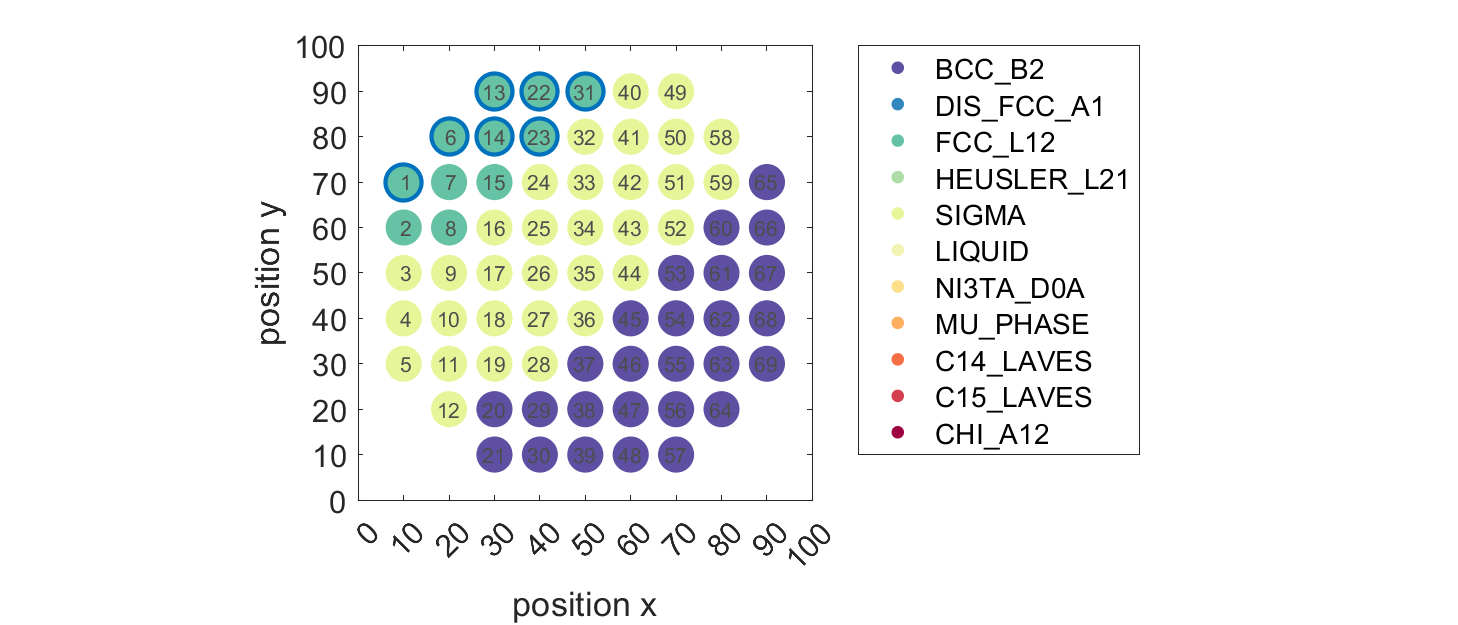 100
90
80
70
60
50
40
30
20
10
0
position y
13 22 31 40 49
6 14 23 32 41 50 58
1 7 15 24 33 42 51 59 65
2 8 16 25 34 43 52 60 66
3 9 17 26 35 44 53 61 67
4 10 18 27 36 45 54 62 68
5 11 19 28 37 46 55 63 69
12 20 29 38 47 56 64
21 30 39 48 57
0 10 20 30 40 50 60 70 80 90 100
position x
BCC_B2
DIS_FCC_A1
FCC_L12
HEUSLER_L21
SIGMA
LIQUID
NI3TA_D0A
MU_PHASE
C14_LAVES
C15_LAVES
CHI_A12